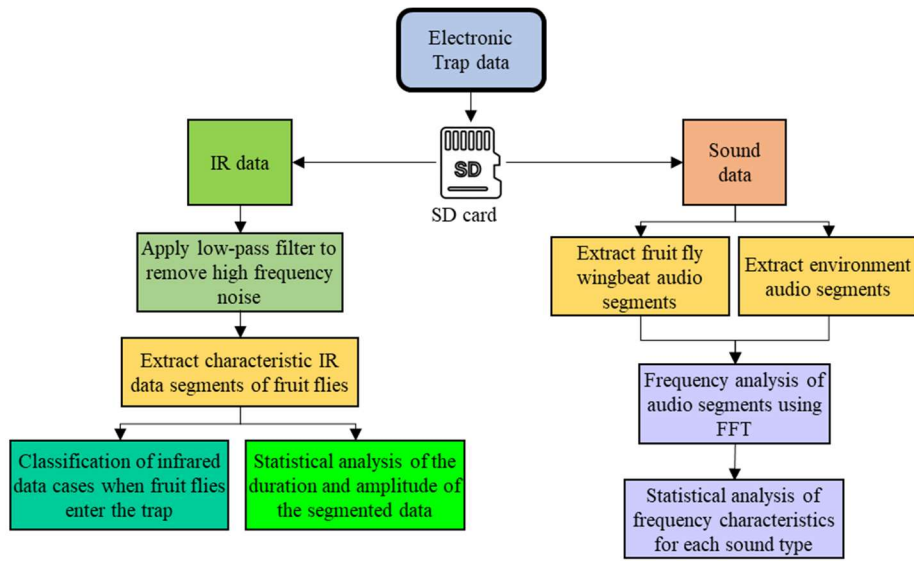 Electronic
Trap data
SD
SD card
IR data
Sound
data
Apply low-pass filter to
remove high frequency
noise
Extract fruit fly
wingbeat audio
segments
Extract environment
audio segments
Extract characteristic IR
data segments of fruit flies
Frequency analysis of
audio segments using
FFT
Classification of infrared
data cases when fruit flies
enter the trap
Statistical analysis of the
duration and amplitude of
the segmented data
Statistical analysis of
frequency characteristics
for each sound type